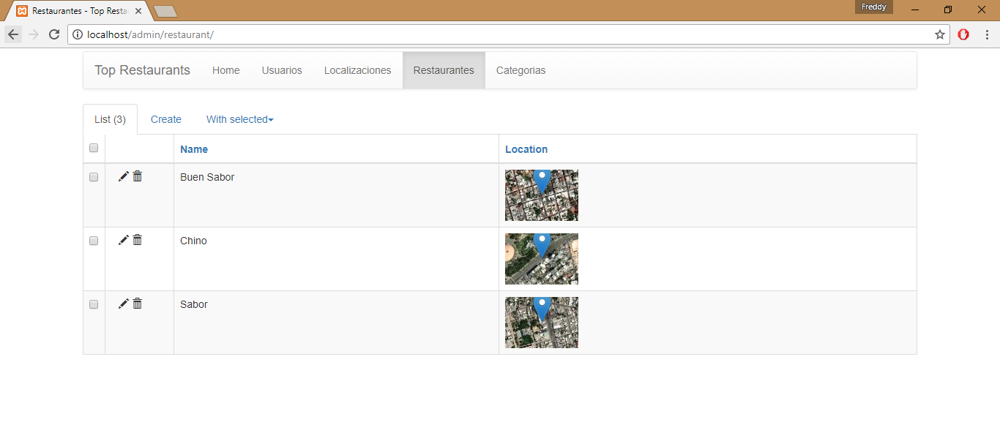 Restaurantes - Top Resta
Freddy
localhost/admin/restaurant/
Top Restaurants Home Usuarios Localizaciones Restaurantes Categorias
List (3) Create With selected
Name Location
Buen Sabor
Chino
Sabor